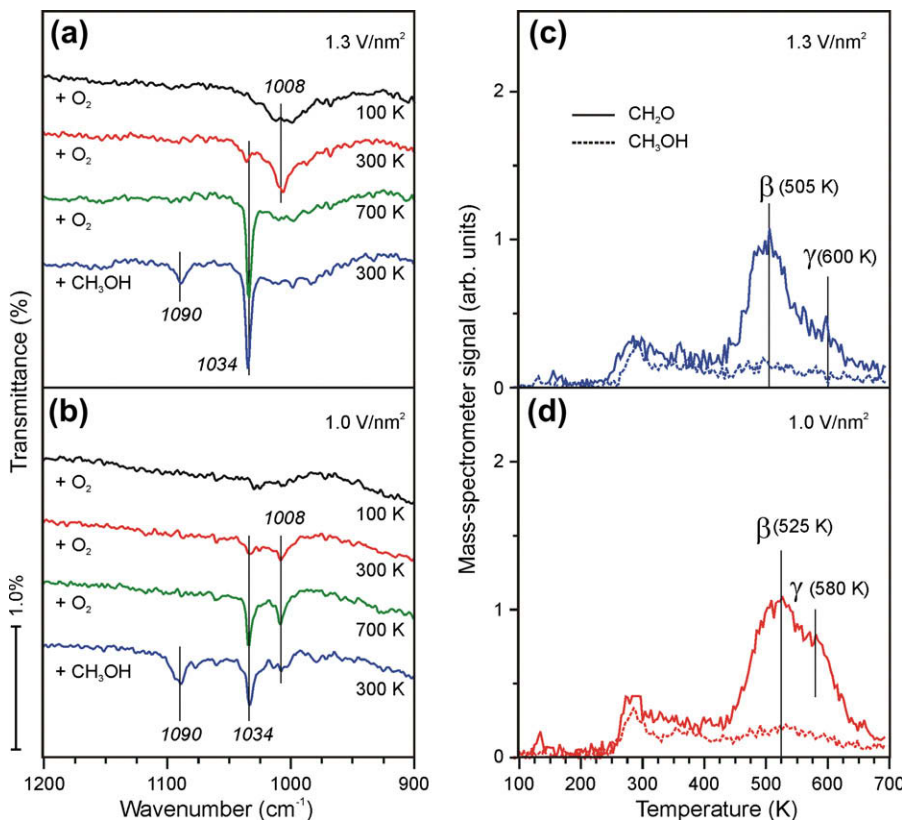 (a)
1.3 V/nm²
1008
+ O₂
100 K
+ O₂
300 K
+ O₂
700 K
+ CH₃OH
300 K
1090
1034
(b)
1.0 V/nm²
+ O₂
100 K
1008
+ O₂
300 K
+ O₂
700 K
+ CH₃OH
300 K
1090
1034
1.0%
Transmittance (%)
1200
1100
1000
900
Wavenumber (cm⁻¹)
(c)
1.3 V/nm²
2
CH₂O
CH₃OH
β (505 K)
1
γ(600 K)
0
(d)
1.0 V/nm²
2
β(525 K)
γ (580 K)
1
0
Mass-spectrometer signal (arb. units)
100
200
300
400
500
600
700
Temperature (K)